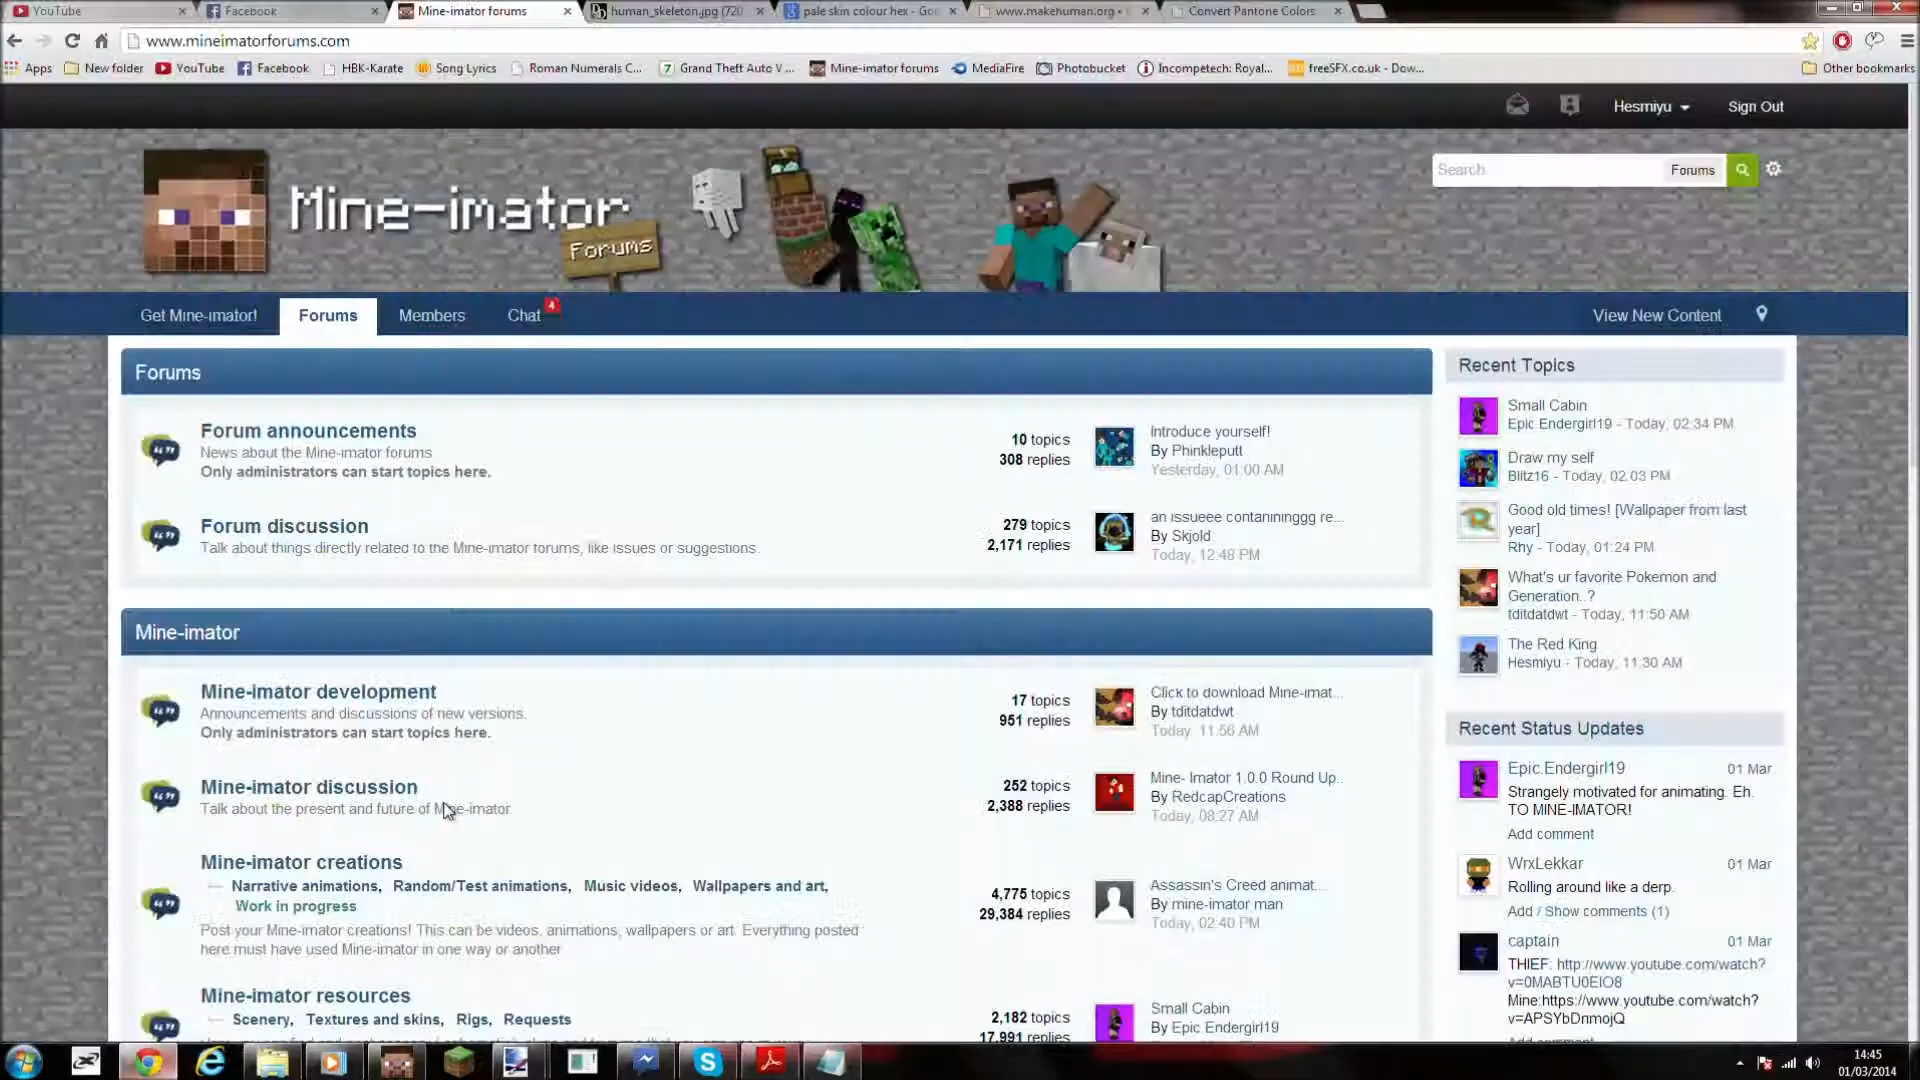 YouTube
Facebook
Mine-imator forums
human_skeleton.jpg (720
pale skin colour hex - Goo
www.makehuman.org •
Convert Pantone Colors
www.mineimatorforums.com
Apps
New folder
YouTube
Facebook
HBK-Karate
Song Lyrics
Roman Numerals C...
Grand Theft Auto V ...
Mine-imator forums
MediaFire
Photobucket
Incompetech: Royal...
freeSFX.co.uk - Dow...
Other bookmarks
Hesmiyu
Sign Out
Mine-imator
Forums
Search
Forums
Get Mine-imator!
Forums
Members
Chat
4
View New Content
Forums
Forum announcements
News about the Mine-imator forums
Only administrators can start topics here.
10 topics
308 replies
Introduce yourself!
By Phinkleputt
Yesterday, 01:00 AM
Forum discussion
Talk about things directly related to the Mine-imator forums, like issues or suggestions.
279 topics
2,171 replies
an issueee contanininggg re...
By Skjold
Today, 12:48 PM
Mine-imator
Mine-imator development
Announcements and discussions of new versions.
Only administrators can start topics here.
17 topics
951 replies
Click to download Mine-imat...
By tditdatdwt
Today, 11:56 AM
Mine-imator discussion
Talk about the present and future of Mine-imator
252 topics
2,388 replies
Mine- Imator 1.0.0 Round Up...
By RedcapCreations
Today, 08:27 AM
Mine-imator creations
Narrative animations, Random/Test animations, Music videos, Wallpapers and art,
Work in progress
Post your Mine-imator creations! This can be videos, animations, wallpapers or art. Everything posted
here must have used Mine-imator in one way or another
4,775 topics
29,384 replies
Assassin's Creed animat...
By mine-imator man
Today, 02:40 PM
Mine-imator resources
Scenery, Textures and skins, Rigs, Requests
2,182 topics
17,991 replies
Small Cabin
By Epic Endergirl19
Recent Topics
Small Cabin
Epic Endergirl19 - Today, 02:34 PM
Draw my self
Blitz16 - Today, 02:03 PM
Good old times! [Wallpaper from last
year]
Rhy - Today, 01:24 PM
What's ur favorite Pokemon and
Generation..?
tditdatdwt - Today, 11:50 AM
The Red King
Hesmiyu - Today, 11:30 AM
Recent Status Updates
Epic Endergirl19
01 Mar
Strangely motivated for animating. Eh.
TO MINE-IMATOR!
Add comment
WrxLekkar
01 Mar
Rolling around like a derp.
Add / Show comments (1)
captain
01 Mar
THIEF: http://www.youtube.com/watch?
v=0MABTU0EIO8
Mine:https://www.youtube.com/watch?
v=APSYbDnmojQ
14:45
01/03/2014